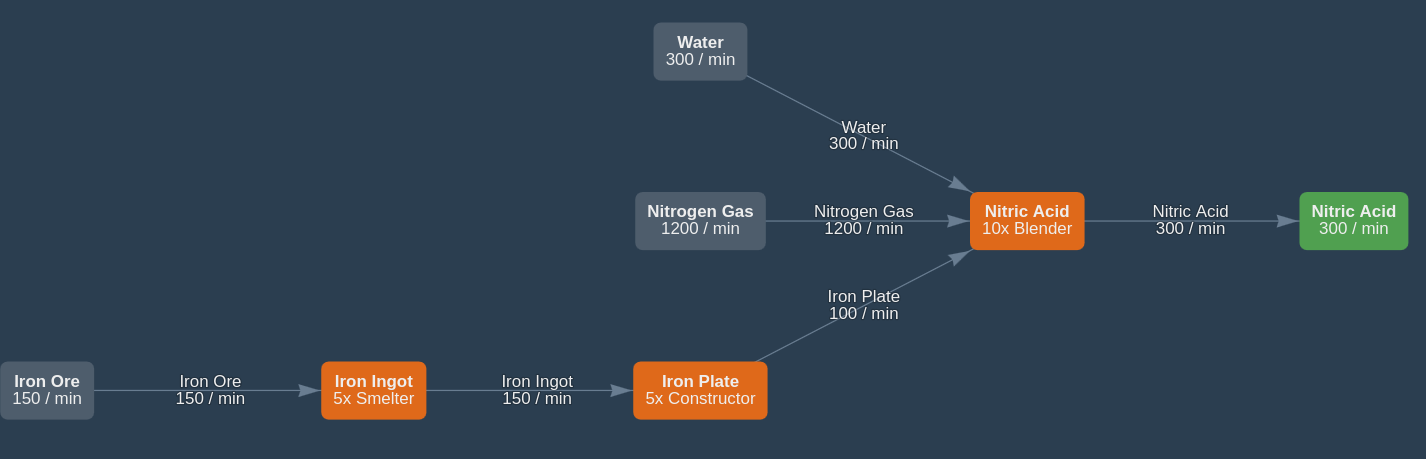 Water
300 / min
Water
300 / min
Nitrogen Gas
1200 / min
Nitrogen Gas
1200 / min
Nitric Acid
10x Blender
Nitric Acid
300 / min
Nitric Acid
300 / min
Iron Plate
100 / min
Iron Ore
150 / min
Iron Ore
150 / min
Iron Ingot
5x Smelter
Iron Ingot
150 / min
Iron Plate
5x Constructor